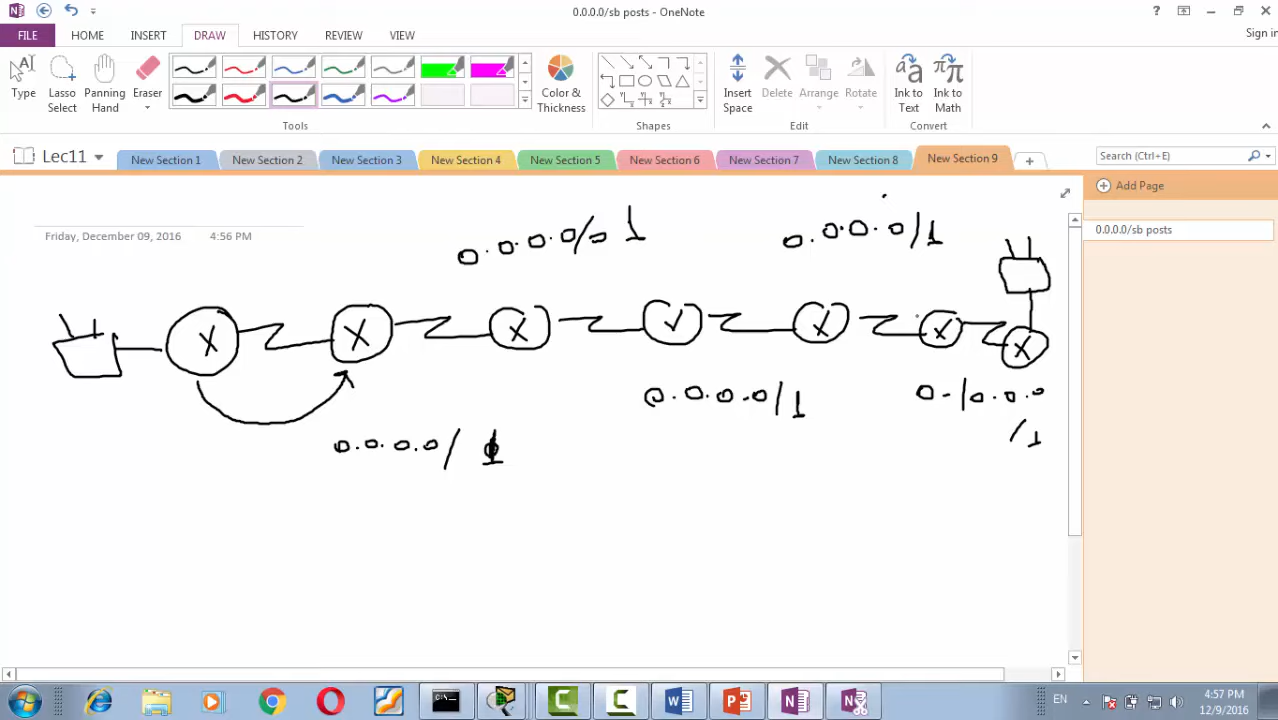 0.0.0.0/sb posts - OneNote
FILE HOME INSERT DRAW HISTORY REVIEW VIEW
Sign in
Type
Lasso Select
Panning Hand
Eraser
Color & Thickness
Insert Space
Delete
Arrange
Rotate
Ink to Text
Ink to Math
Tools
Shapes
Edit
Convert
Lec11
New Section 1
New Section 2
New Section 3
New Section 4
New Section 5
New Section 6
New Section 7
New Section 8
New Section 9
Search (Ctrl+E)
Add Page
0.0.0.0/sb posts
Friday, December 09, 2016 4:56 PM
0.0.0.0/0 1
0.0.0.0/1
X X X X X X
0.0.0.0/1
0.10.0.0
/1
0.0.0.0/ 1
EN
4:57 PM
12/9/2016